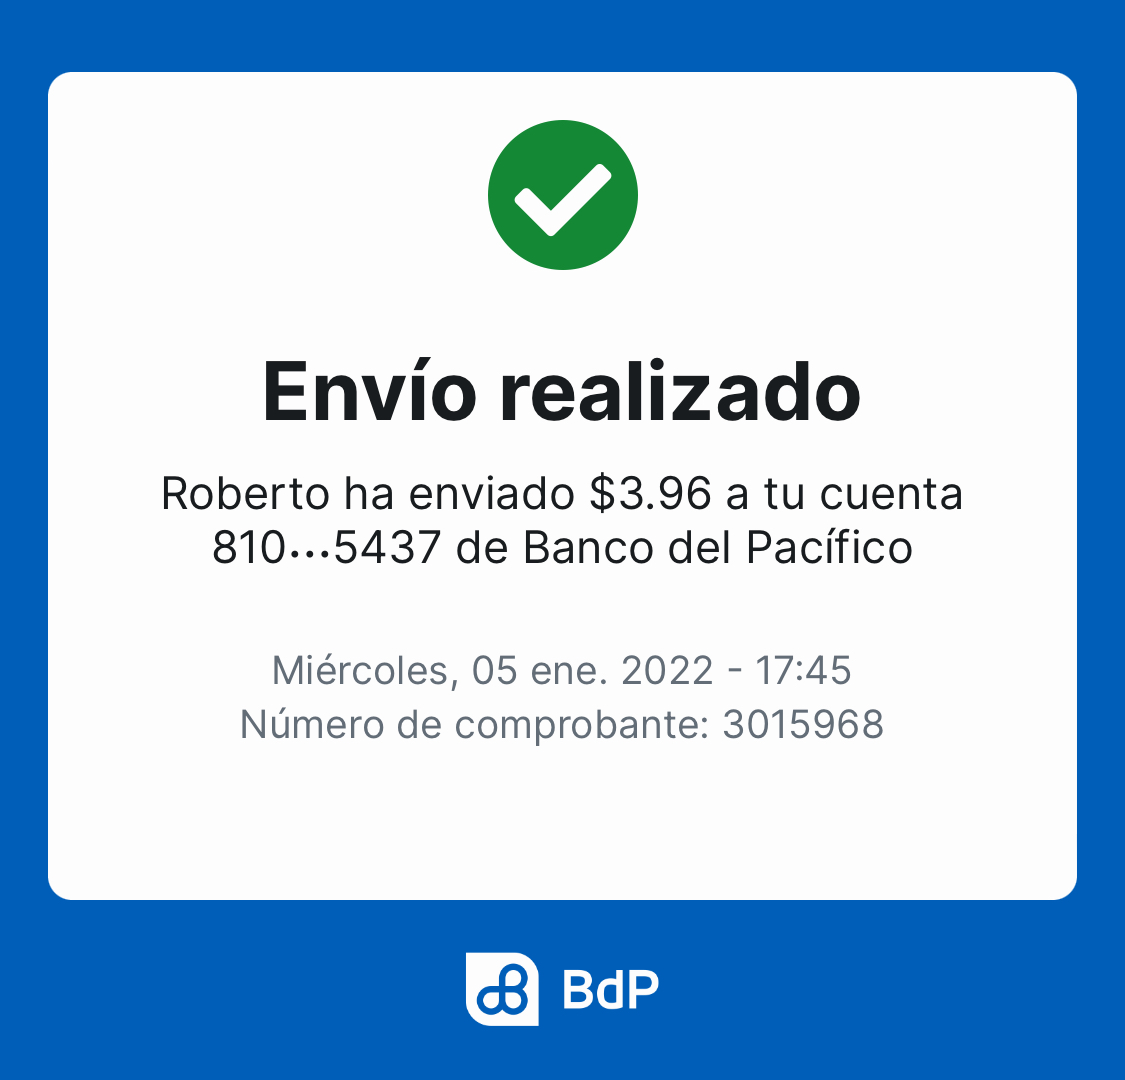 Envío realizado
Roberto ha enviado $3.96 a tu cuenta
810•••5437 de Banco del Pacífico
Miércoles, 05 ene. 2022 - 17:45
Número de comprobante: 3015968
BdP